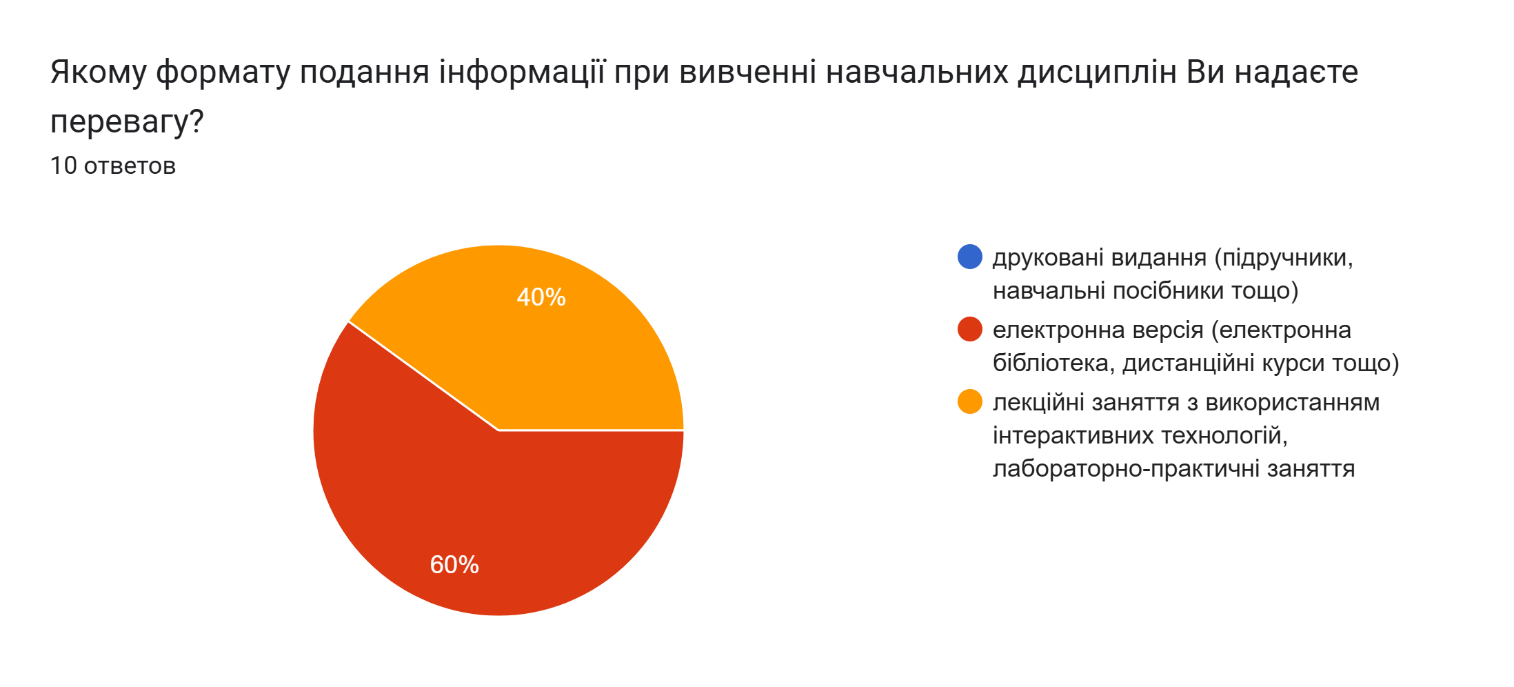 Якому формату подання інформації при вивченні навчальних дисциплін Ви надаєте
перевагу?
10 ответов
40%
60%
друковані видання (підручники,
навчальні посібники тощо)
електронна версія (електронна
бібліотека, дистанційні курси тощо)
лекційні заняття з використанням
інтерактивних технологій,
лабораторно-практичні заняття